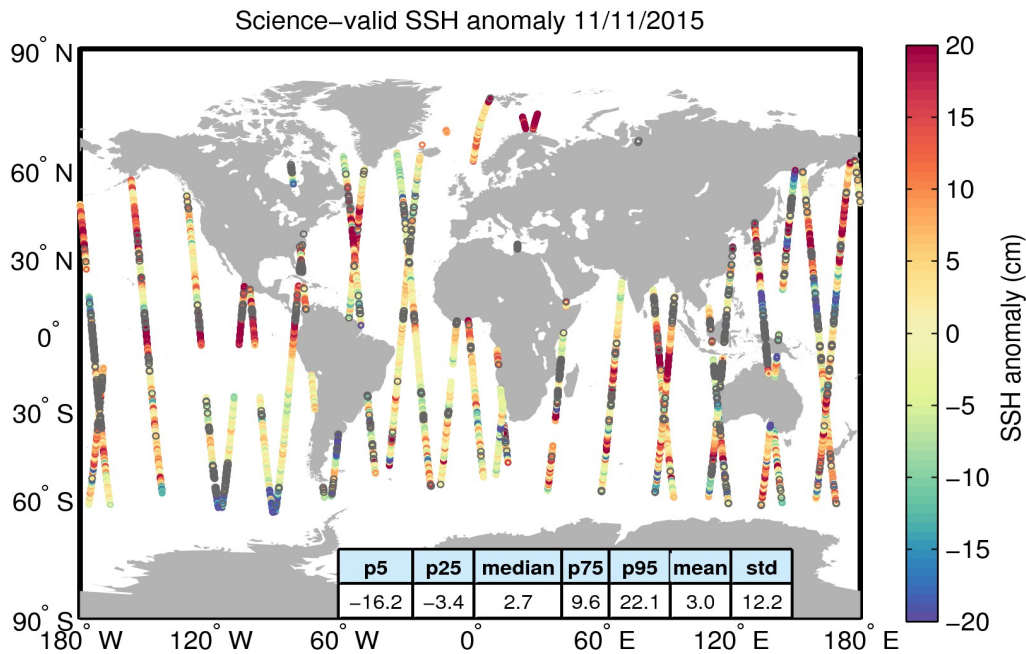 Science−valid SSH anomaly 11/11/2015
90° N
60° N
30° N
0°
30° S
60° S
90° S
180° W 120° W 60° W 0° 60° E 120° E 180° E
p5 p25 median p75 p95 mean std
−16.2 −3.4 2.7 9.6 22.1 3.0 12.2
20
15
10
5
0
−5
−10
−15
−20
SSH anomaly (cm)